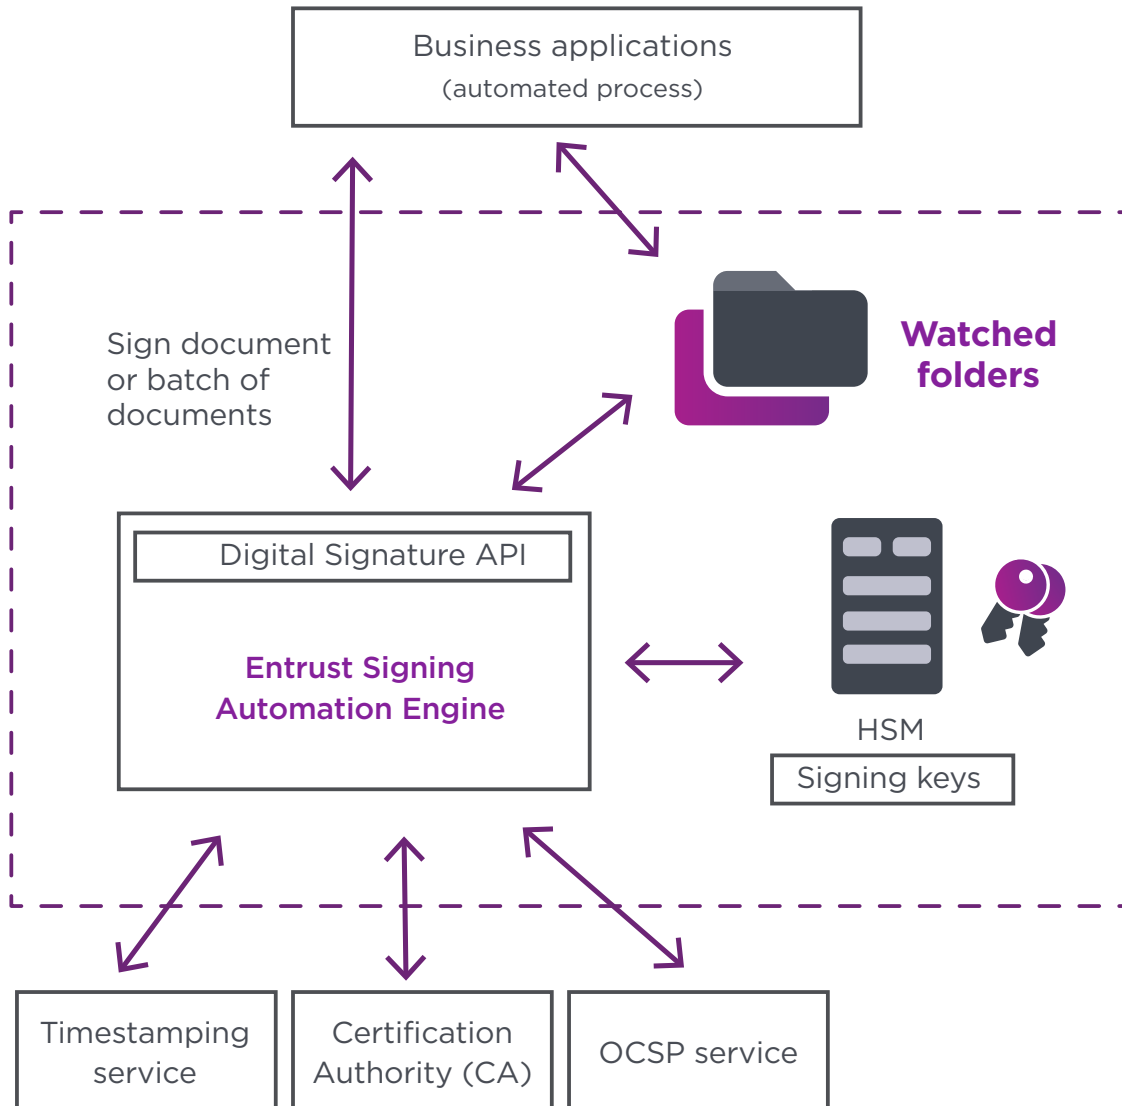 Business applications
(automated process)
Sign document
or batch of
documents
Watched
folders
Digital Signature API
Entrust Signing
Automation Engine
HSM
Signing keys
Timestamping
service
Certification
Authority (CA)
OCSP service